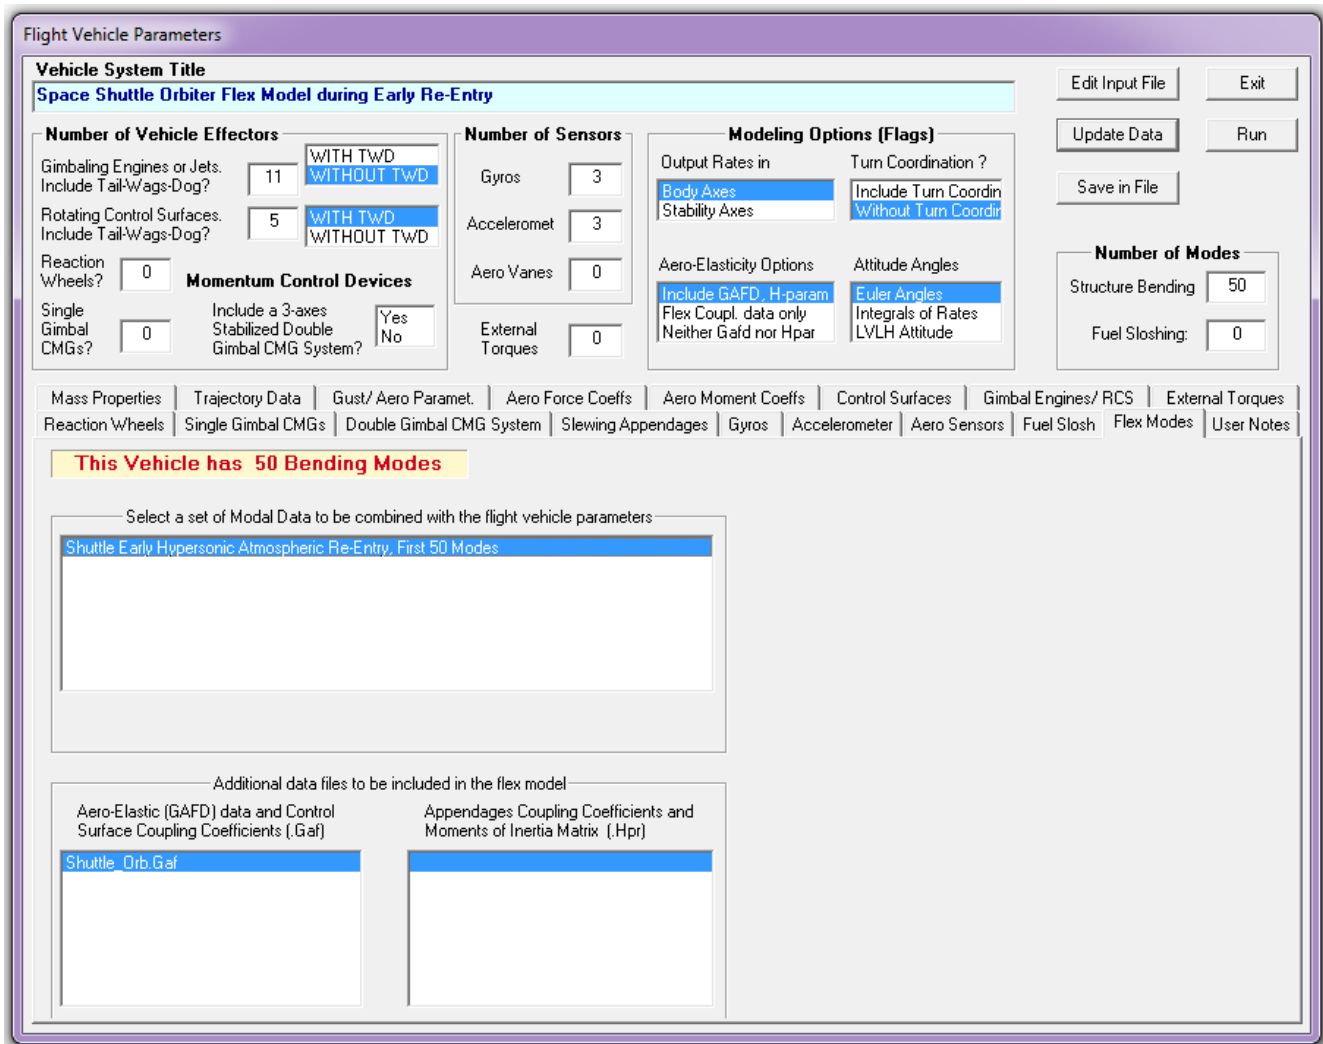 Flight Vehicle Parameters
Vehicle System Title
Space Shuttle Orbiter Flex Model during Early Re-Entry
Edit Input File
Exit
Update Data
Run
Save in File
Number of Vehicle Effectors
Gimbaling Engines or Jets.
Include Tail-Wags-Dog?
11
WITH TWD
WITHOUT TWD
Rotating Control Surfaces.
Include Tail-Wags-Dog?
5
WITH TWD
WITHOUT TWD
Reaction
Wheels?
0
Momentum Control Devices
Single
Gimbal
CMGs?
0
Include a 3-axes
Stabilized Double
Gimbal CMG System?
Yes
No
Number of Sensors
Gyros
3
Acceleromet
3
Aero Vanes
0
External
Torques
0
Modeling Options (Flags)
Output Rates in
Body Axes
Stability Axes
Turn Coordination ?
Include Turn Coordin
Without Turn Coordin
Aero-Elasticity Options
Include GAFD, H-param
Flex Coupl. data only
Neither Gafd nor Hpar
Attitude Angles
Euler Angles
Integrals of Rates
LVLH Attitude
Number of Modes
Structure Bending
50
Fuel Sloshing:
0
Mass Properties
Trajectory Data
Gust/ Aero Paramet.
Aero Force Coeffs
Aero Moment Coeffs
Control Surfaces
Gimbal Engines/ RCS
External Torques
Reaction Wheels
Single Gimbal CMGs
Double Gimbal CMG System
Slewing Appendages
Gyros
Accelerometer
Aero Sensors
Fuel Slosh
Flex Modes
User Notes
This Vehicle has 50 Bending Modes
Select a set of Modal Data to be combined with the flight vehicle parameters
Shuttle Early Hypersonic Atmospheric Re-Entry, First 50 Modes
Additional data files to be included in the flex model
Aero-Elastic (GAFD) data and Control
Surface Coupling Coefficients (.Gaf)
Shuttle_Orb.Gaf
Appendages Coupling Coefficients and
Moments of Inertia Matrix (.Hpr)